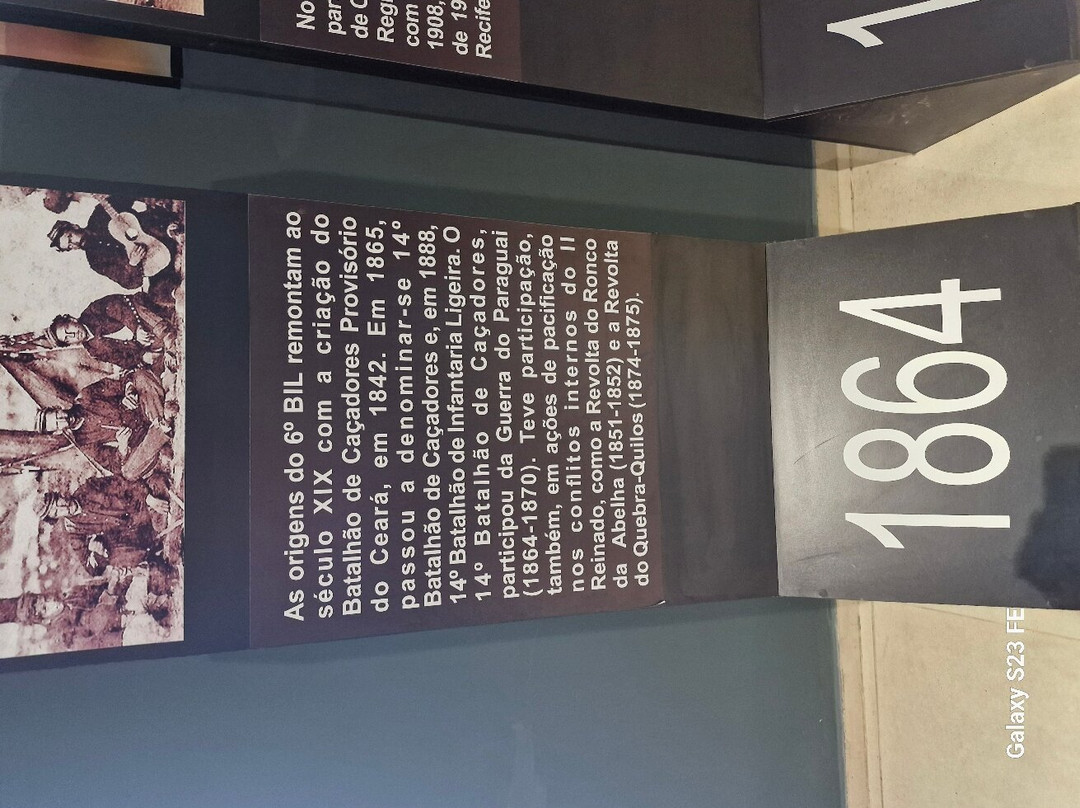 As origens do 6º BIL remontam ao
século XIX com a criação do
Batalhão de Caçadores Provisório
do Ceará, em 1842. Em 1865,
passou a denominar-se 14º
Batalhão de Caçadores e, em 1888,
14º Batalhão de Infantaria Ligeira. O
14º Batalhão de Caçadores,
participou da Guerra do Paraguai
(1864-1870). Teve participação,
também, em ações de pacificação
nos conflitos internos do II
Reinado, como a Revolta do Ronco
da Abelha (1851-1852) e a Revolta
do Quebra-Quilos (1874-1875).
1864
No
com
1908,
Recife
1
Galaxy S23 FE